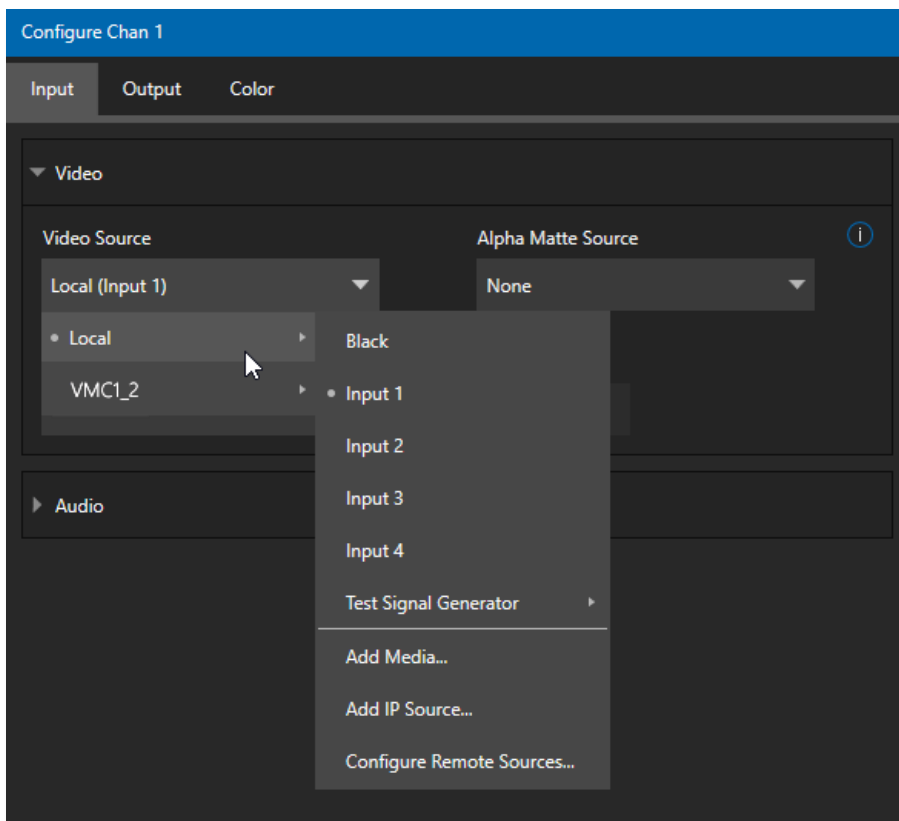 Configure Chan 1
Input Output Color
Video
Video Source Alpha Matte Source
Local (Input 1) None
Local
VMC1_2
Black
Input 1
Input 2
Input 3
Input 4
Test Signal Generator
Add Media...
Add IP Source...
Configure Remote Sources...
Audio